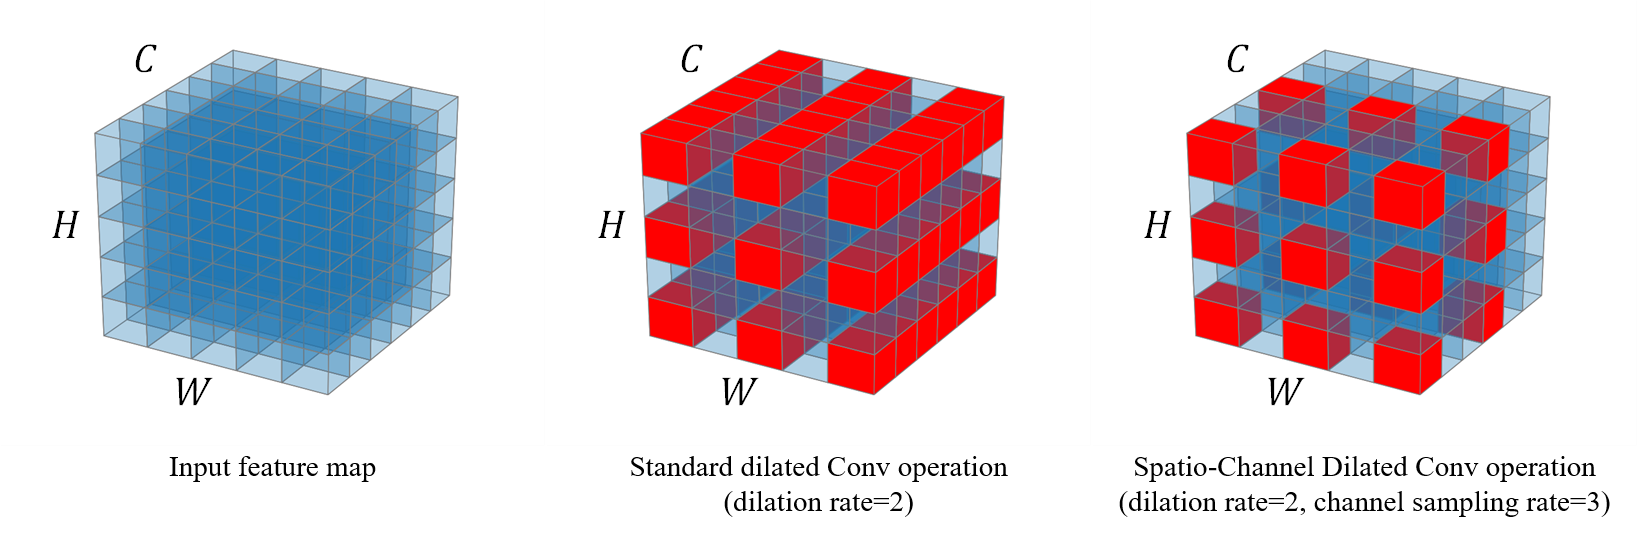 C
H
W
Input feature map
C
H
W
Standard dilated Conv operation
(dilation rate=2)
C
H
W
Spatio-Channel Dilated Conv operation
(dilation rate=2, channel sampling rate=3)